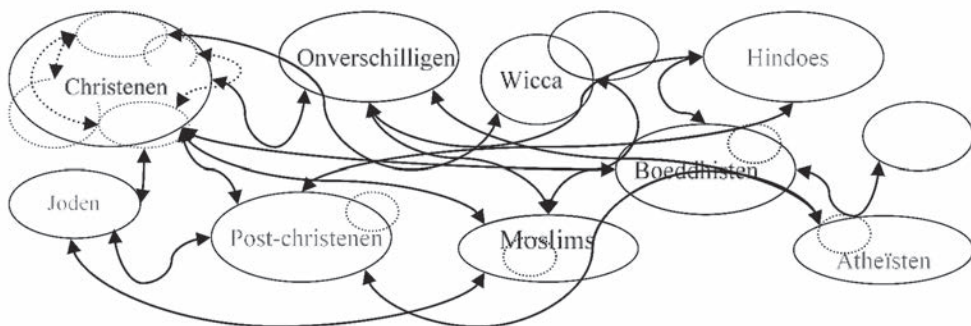 Onverschilligen
Hindoes
Wicca
Christenen
Boeddhisten
Joden
Post-christenen
Moslims
Atheïsten